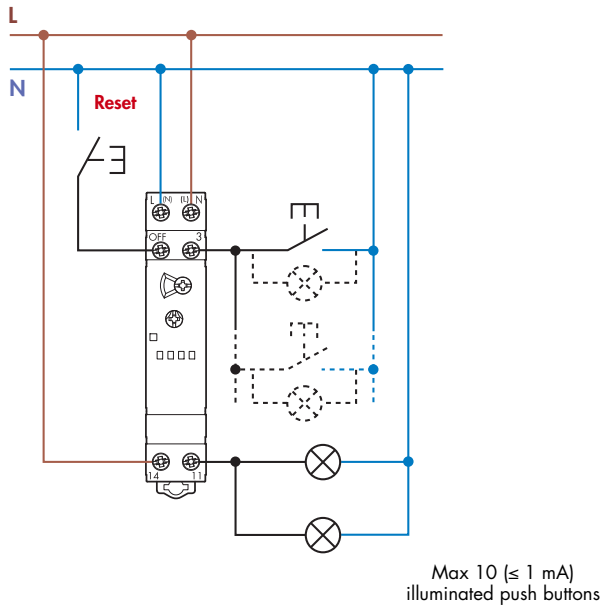 L
N
Reset
L (N) (L) N
OFF 3
14 11
Max 10 (≤ 1 mA)
illuminated push buttons